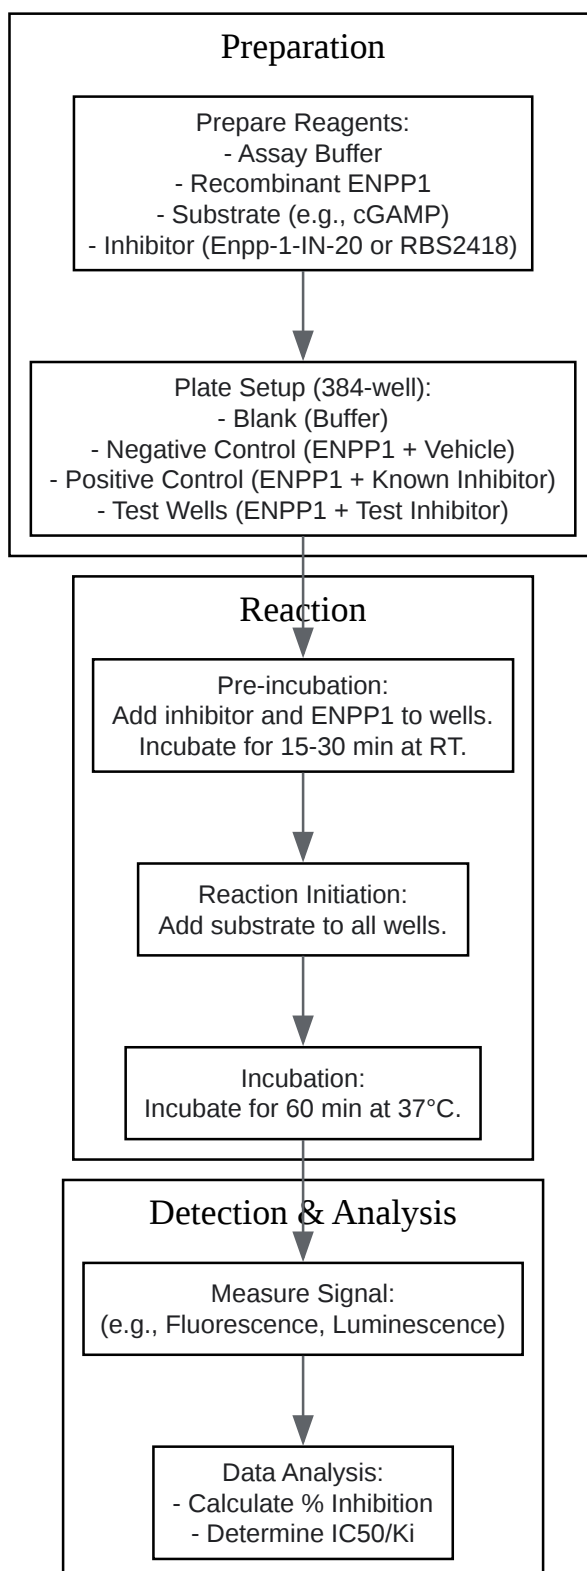 Preparation
Prepare Reagents:
- Assay Buffer
- Recombinant ENPP1
- Substrate (e.g., cGAMP)
- Inhibitor (Enpp-1-IN-20 or RBS2418)
Plate Setup (384-well):
- Blank (Buffer)
- Negative Control (ENPP1 + Vehicle)
- Positive Control (ENPP1 + Known Inhibitor)
- Test Wells (ENPP1 + Test Inhibitor)
Reaction
Pre-incubation:
Add inhibitor and ENPP1 to wells.
Incubate for 15-30 min at RT.
Reaction Initiation:
Add substrate to all wells.
Incubation:
Incubate for 60 min at 37°C.
Detection & Analysis
Measure Signal:
(e.g., Fluorescence, Luminescence)
Data Analysis:
- Calculate % Inhibition
- Determine IC50/Ki